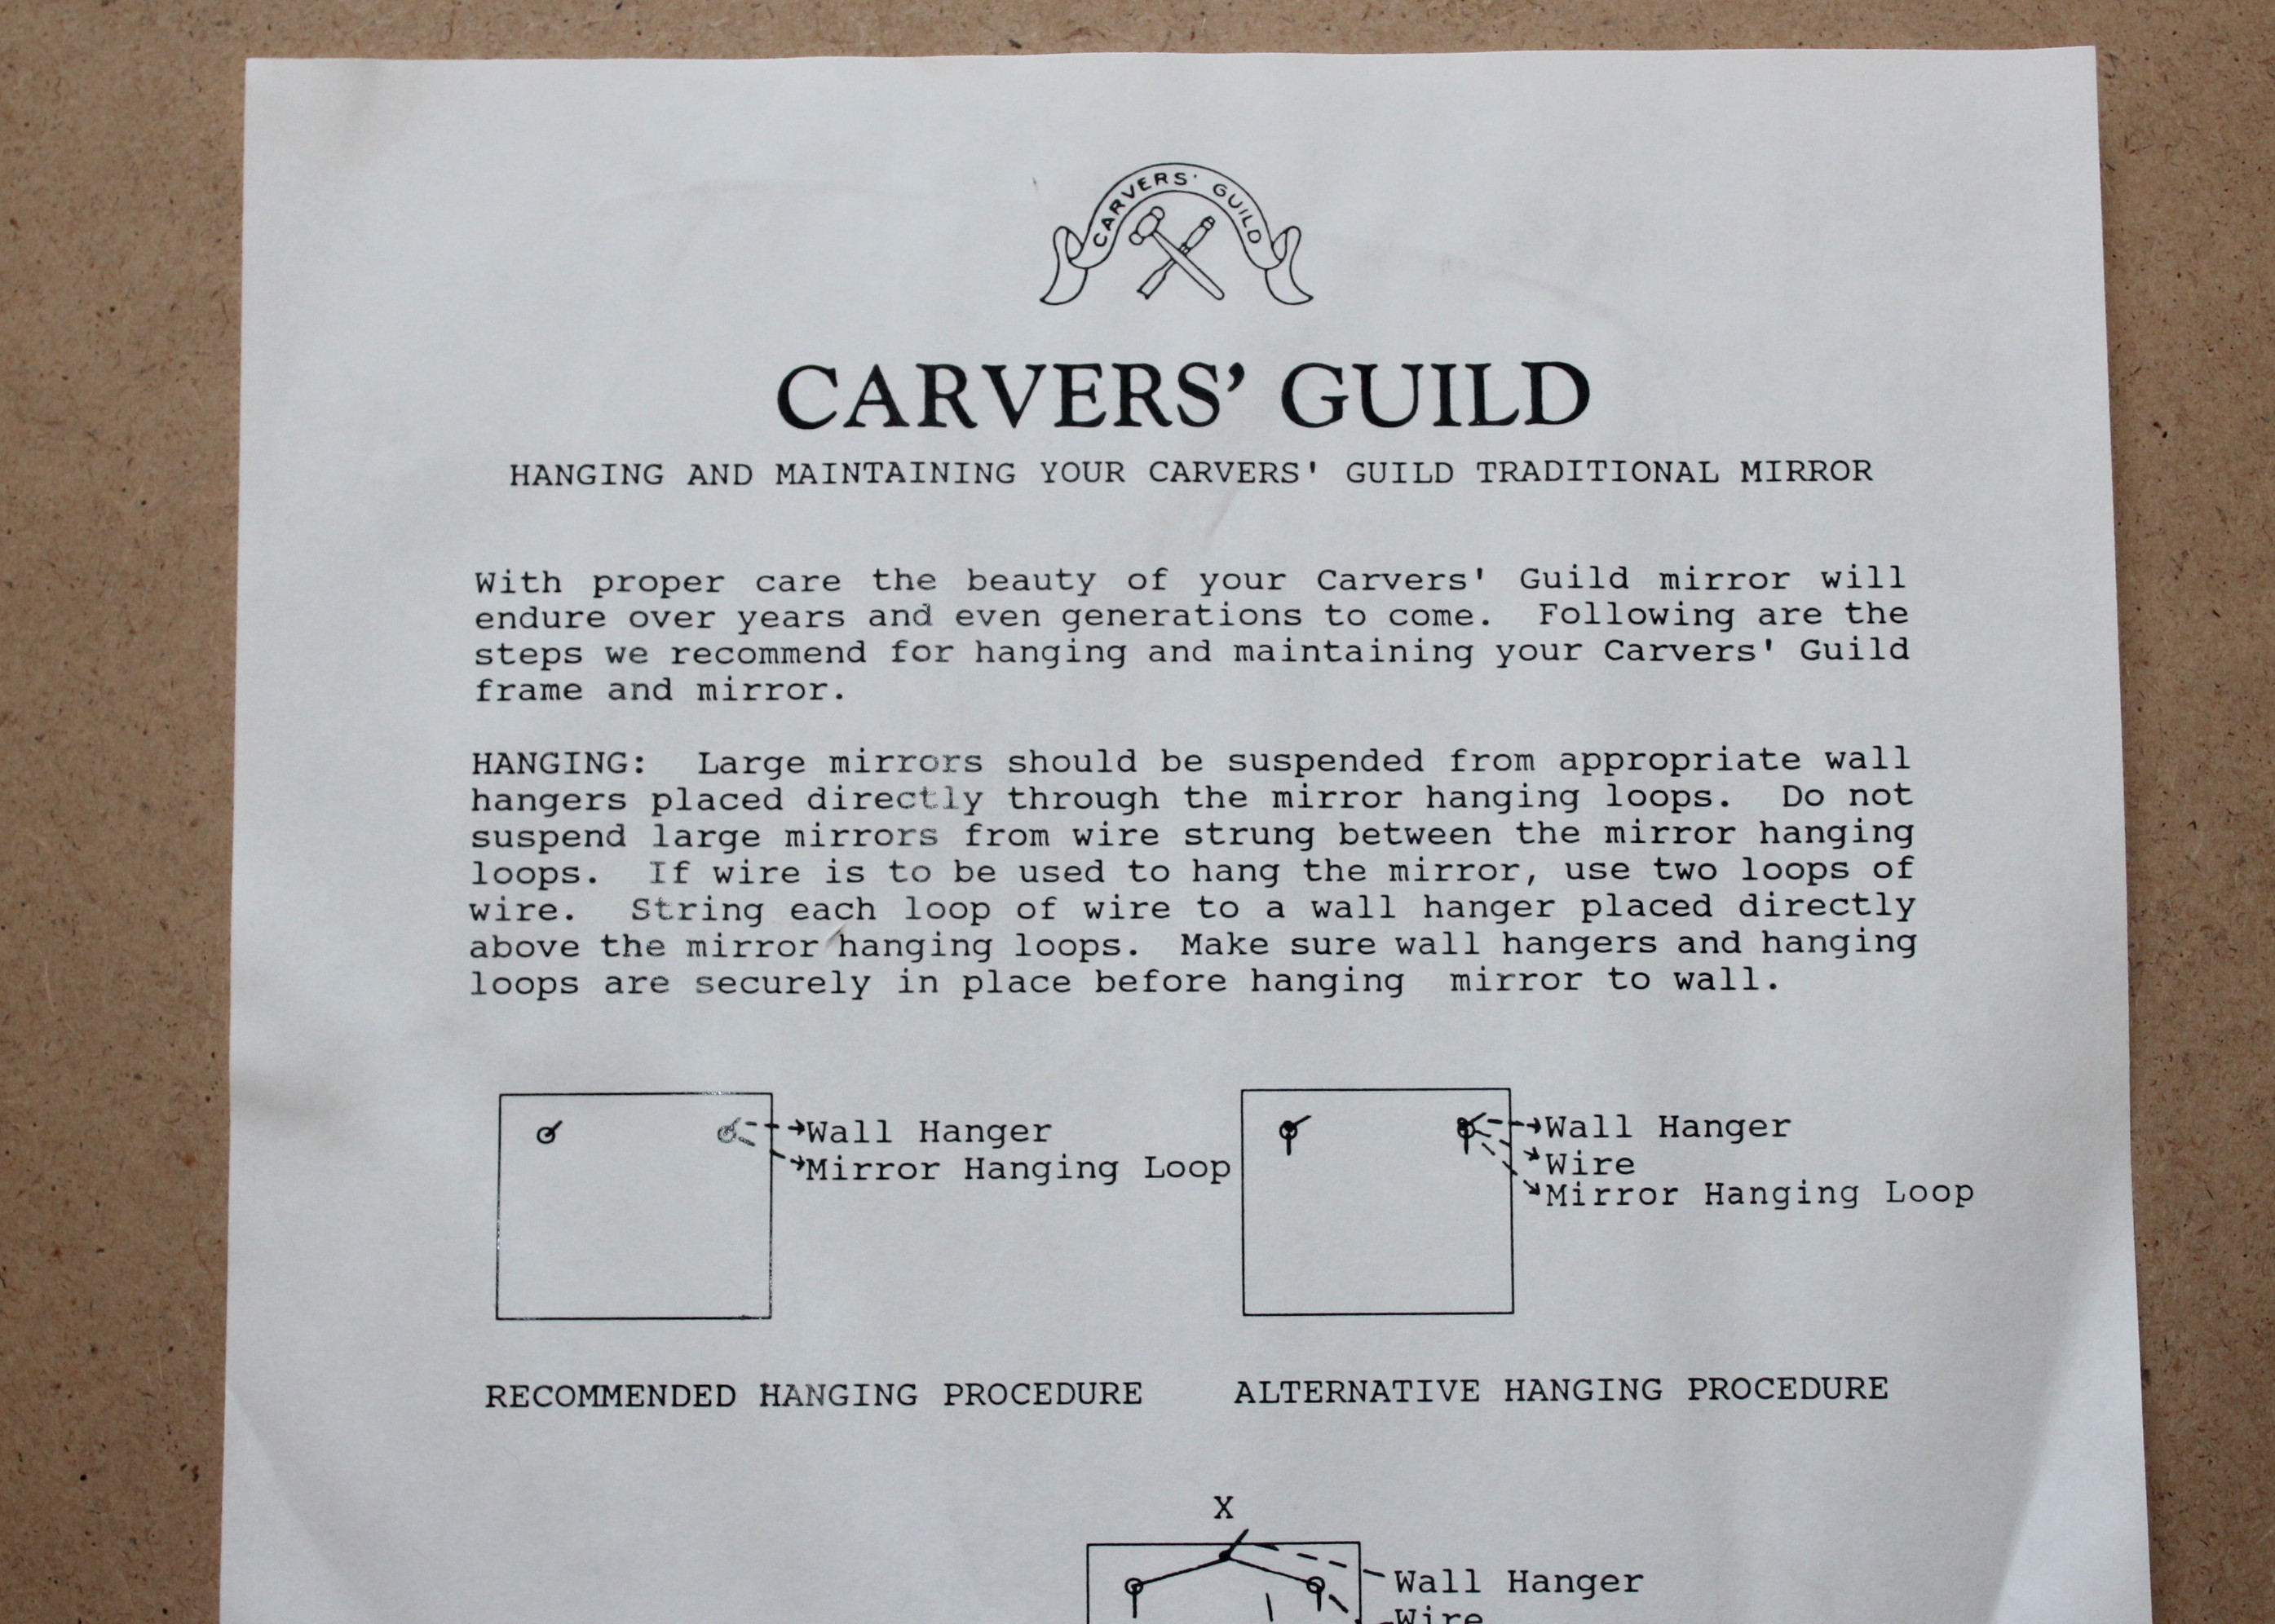 CARVERS' GUILD
CARVERS' GUILD
HANGING AND MAINTAINING YOUR CARVERS' GUILD TRADITIONAL MIRROR
With proper care the beauty of your Carvers' Guild mirror will
endure over years and even generations to come. Following are the
steps we recommend for hanging and maintaining your Carvers' Guild
frame and mirror.
HANGING: Large mirrors should be suspended from appropriate wall
hangers placed directly through the mirror hanging loops. Do not
suspend large mirrors from wire strung between the mirror hanging
loops. If wire is to be used to hang the mirror, use two loops of
wire. String each loop of wire to a wall hanger placed directly
above the mirror hanging loops. Make sure wall hangers and hanging
loops are securely in place before hanging mirror to wall.
Wall Hanger
Mirror Hanging Loop
Wall Hanger
Wire
Mirror Hanging Loop
RECOMMENDED HANGING PROCEDURE
ALTERNATIVE HANGING PROCEDURE
X
Wall Hanger
Wire